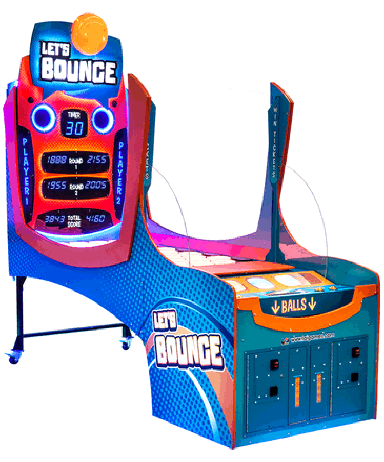 LET'S
BOUNCE
TIMER
30
PLAYER 1
PLAYER 2
1888 ROUND 1 2155
1955 ROUND 2 2005
3843 TOTAL SCORE 4160
WIN TICKETS
BALLS
LET'S
BOUNCE